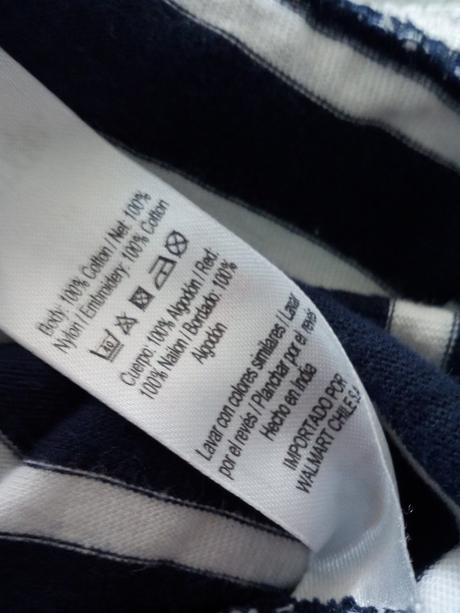 Body: 100% Cotton / Net: 100%
Nylon / Embroidery: 100% Cotton
Cuerpo: 100% Algodón / Red:
100% Nailon / Bordado: 100%
Algodón
Lavar con colores similares / Lavar
por el revés / Planchar por el revés
Hecho en India
IMPORTADO POR
WALMART CHILE S.A